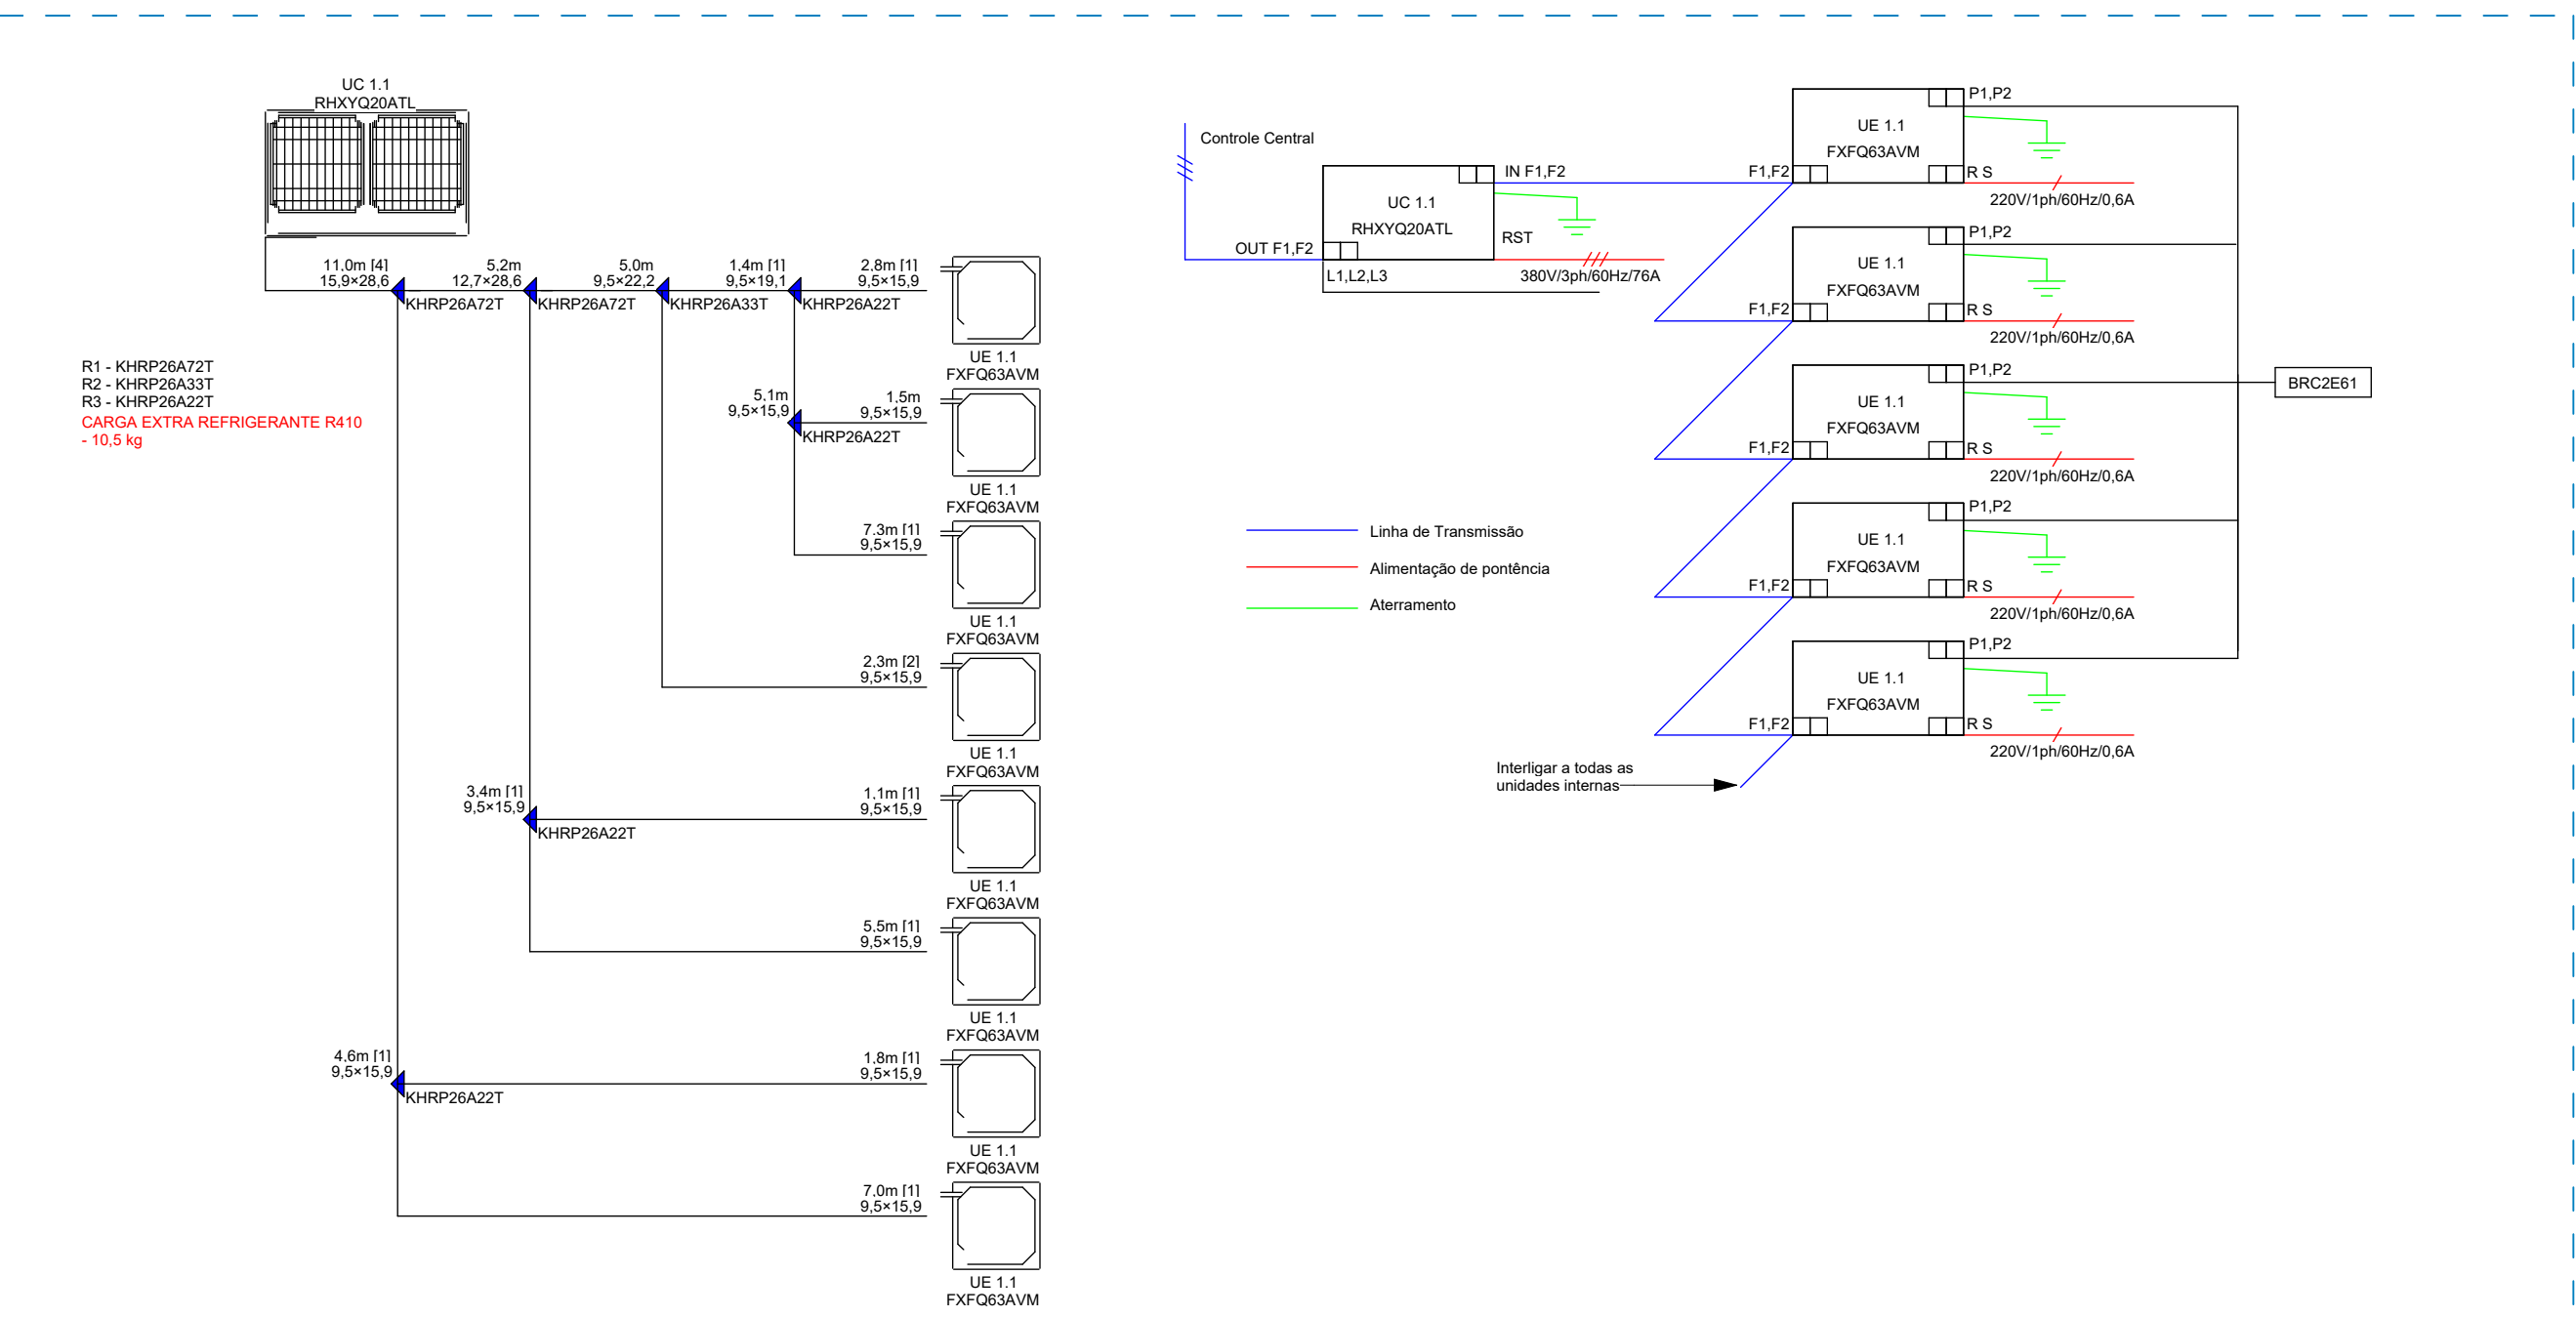 UC 1.1
RHXYQ20ATL
11,0m [4]
15,9×28,6
KHRP26A72T
5,2m
12,7×28,6
KHRP26A72T
5,0m
9,5×22,2
KHRP26A33T
1,4m [1]
9,5×19,1
KHRP26A22T
2,8m [1]
9,5×15,9
UE 1.1
FXFQ63AVM
R1 - KHRP26A72T
R2 - KHRP26A33T
R3 - KHRP26A22T
CARGA EXTRA REFRIGERANTE R410
- 10,5 kg
5,1m
9,5×15,9
KHRP26A22T
1,5m
9,5×15,9
UE 1.1
FXFQ63AVM
7,3m [1]
9,5×15,9
UE 1.1
FXFQ63AVM
2,3m [2]
9,5×15,9
UE 1.1
FXFQ63AVM
3,4m [1]
9,5×15,9
KHRP26A22T
1,1m [1]
9,5×15,9
UE 1.1
FXFQ63AVM
5,5m [1]
9,5×15,9
UE 1.1
FXFQ63AVM
4,6m [1]
9,5×15,9
KHRP26A22T
1,8m [1]
9,5×15,9
UE 1.1
FXFQ63AVM
7,0m [1]
9,5×15,9
UE 1.1
FXFQ63AVM
Controle Central
OUT F1,F2
UC 1.1
RHXYQ20ATL
IN F1,F2
RST
L1,L2,L3
380V/3ph/60Hz/76A
Linha de Transmissão
Alimentação de pontência
Aterramento
P1,P2
UE 1.1
FXFQ63AVM
F1,F2
R S
220V/1ph/60Hz/0,6A
P1,P2
UE 1.1
FXFQ63AVM
F1,F2
R S
220V/1ph/60Hz/0,6A
P1,P2
UE 1.1
FXFQ63AVM
F1,F2
R S
220V/1ph/60Hz/0,6A
BRC2E61
P1,P2
UE 1.1
FXFQ63AVM
F1,F2
R S
220V/1ph/60Hz/0,6A
P1,P2
UE 1.1
FXFQ63AVM
F1,F2
R S
220V/1ph/60Hz/0,6A
Interligar a todas as
unidades internas